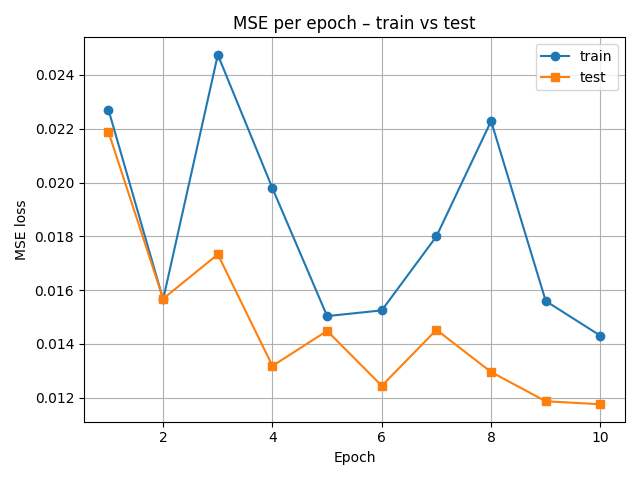 MSE per epoch – train vs test
train
test
MSE loss
0.024
0.022
0.020
0.018
0.016
0.014
0.012
2
4
6
8
10
Epoch